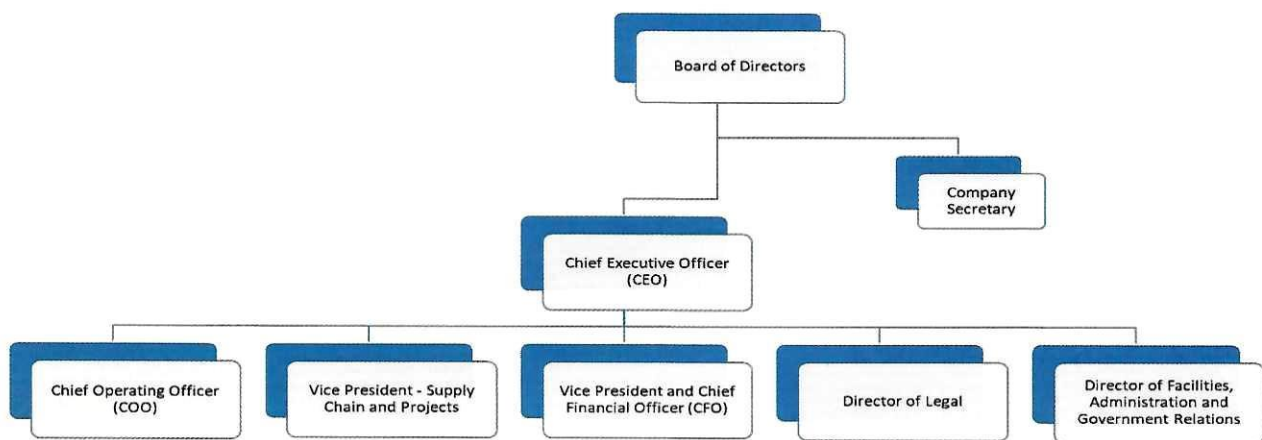 Board of Directors
Company
Secretary
Chief Executive Officer
(CEO)
Chief Operating Officer
(COO)
Vice President - Supply
Chain and Projects
Vice President and Chief
Financial Officer (CFO)
Director of Legal
Director of Facilities,
Administration and
Government Relations